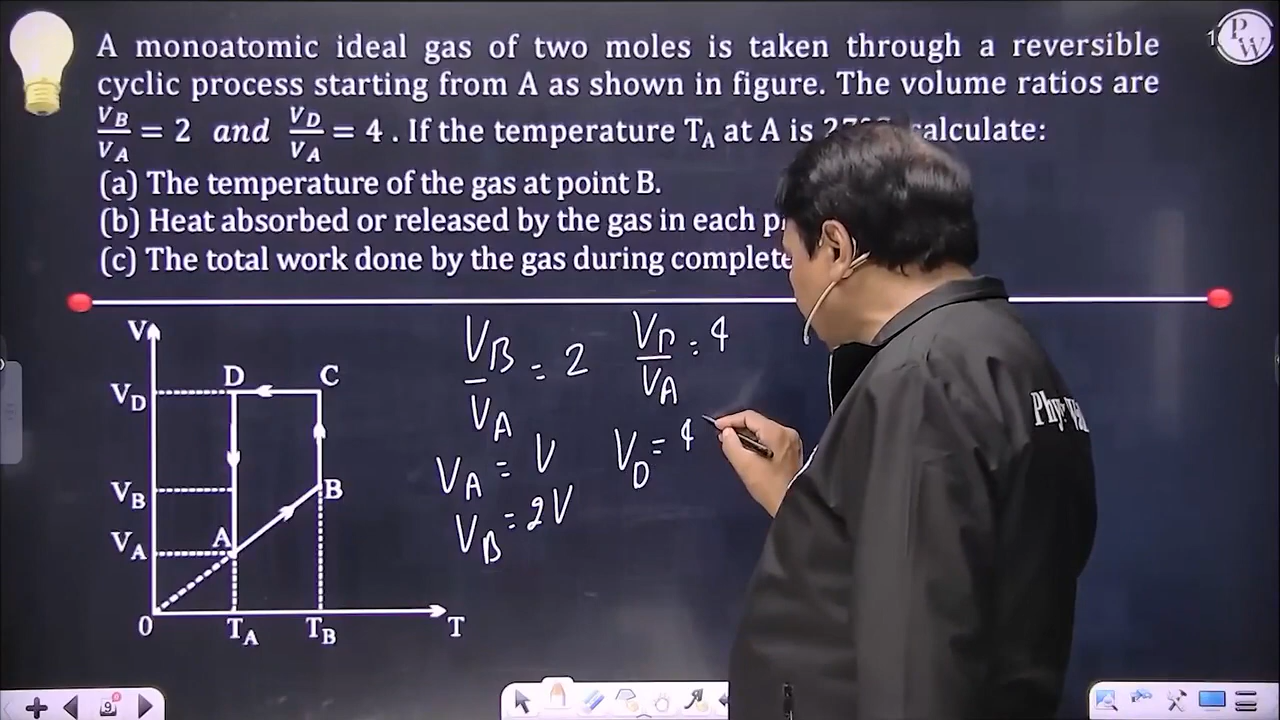 A monoatomic ideal gas of two moles is taken through a reversible
cyclic process starting from A as shown in figure. The volume ratios are
V_B/V_A = 2 and V_D/V_A = 4 . If the temperature T_A at A is 27° calculate:
(a) The temperature of the gas at point B.
(b) Heat absorbed or released by the gas in each
(c) The total work done by the gas during complete
V_B/V_A = 2
V_D/V_A = 4
V_A = V
V_D = 4
V_B = 2V
V
D
C
V_D
V_B
B
V_A
A
0
T_A
T_B
T
PW
9